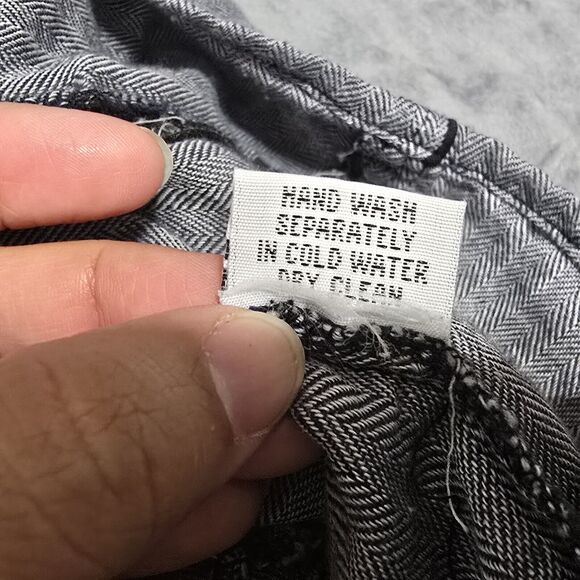 HAND WASH
SEPARATELY
IN COLD WATER
DRY CLEAN